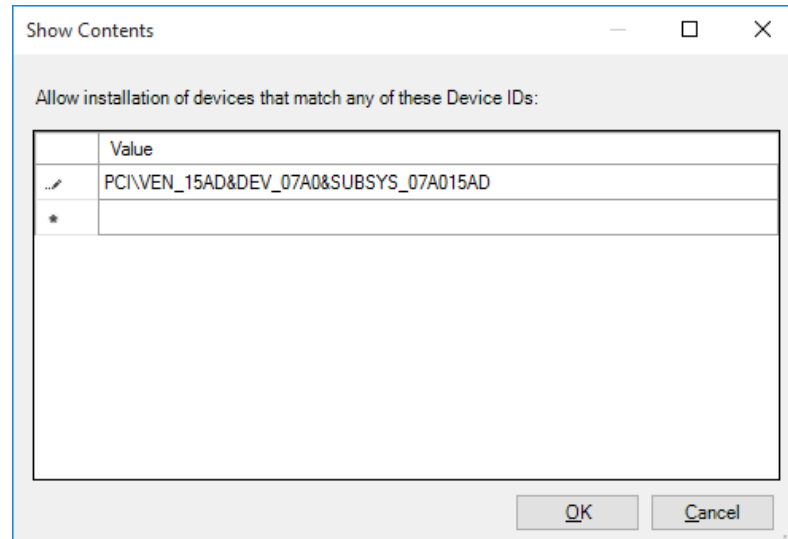 Show Contents
Allow installation of devices that match any of these Device IDs:
Value
PCI\VEN_15AD&DEV_07A0&SUBSYS_07A015AD
OK
Cancel